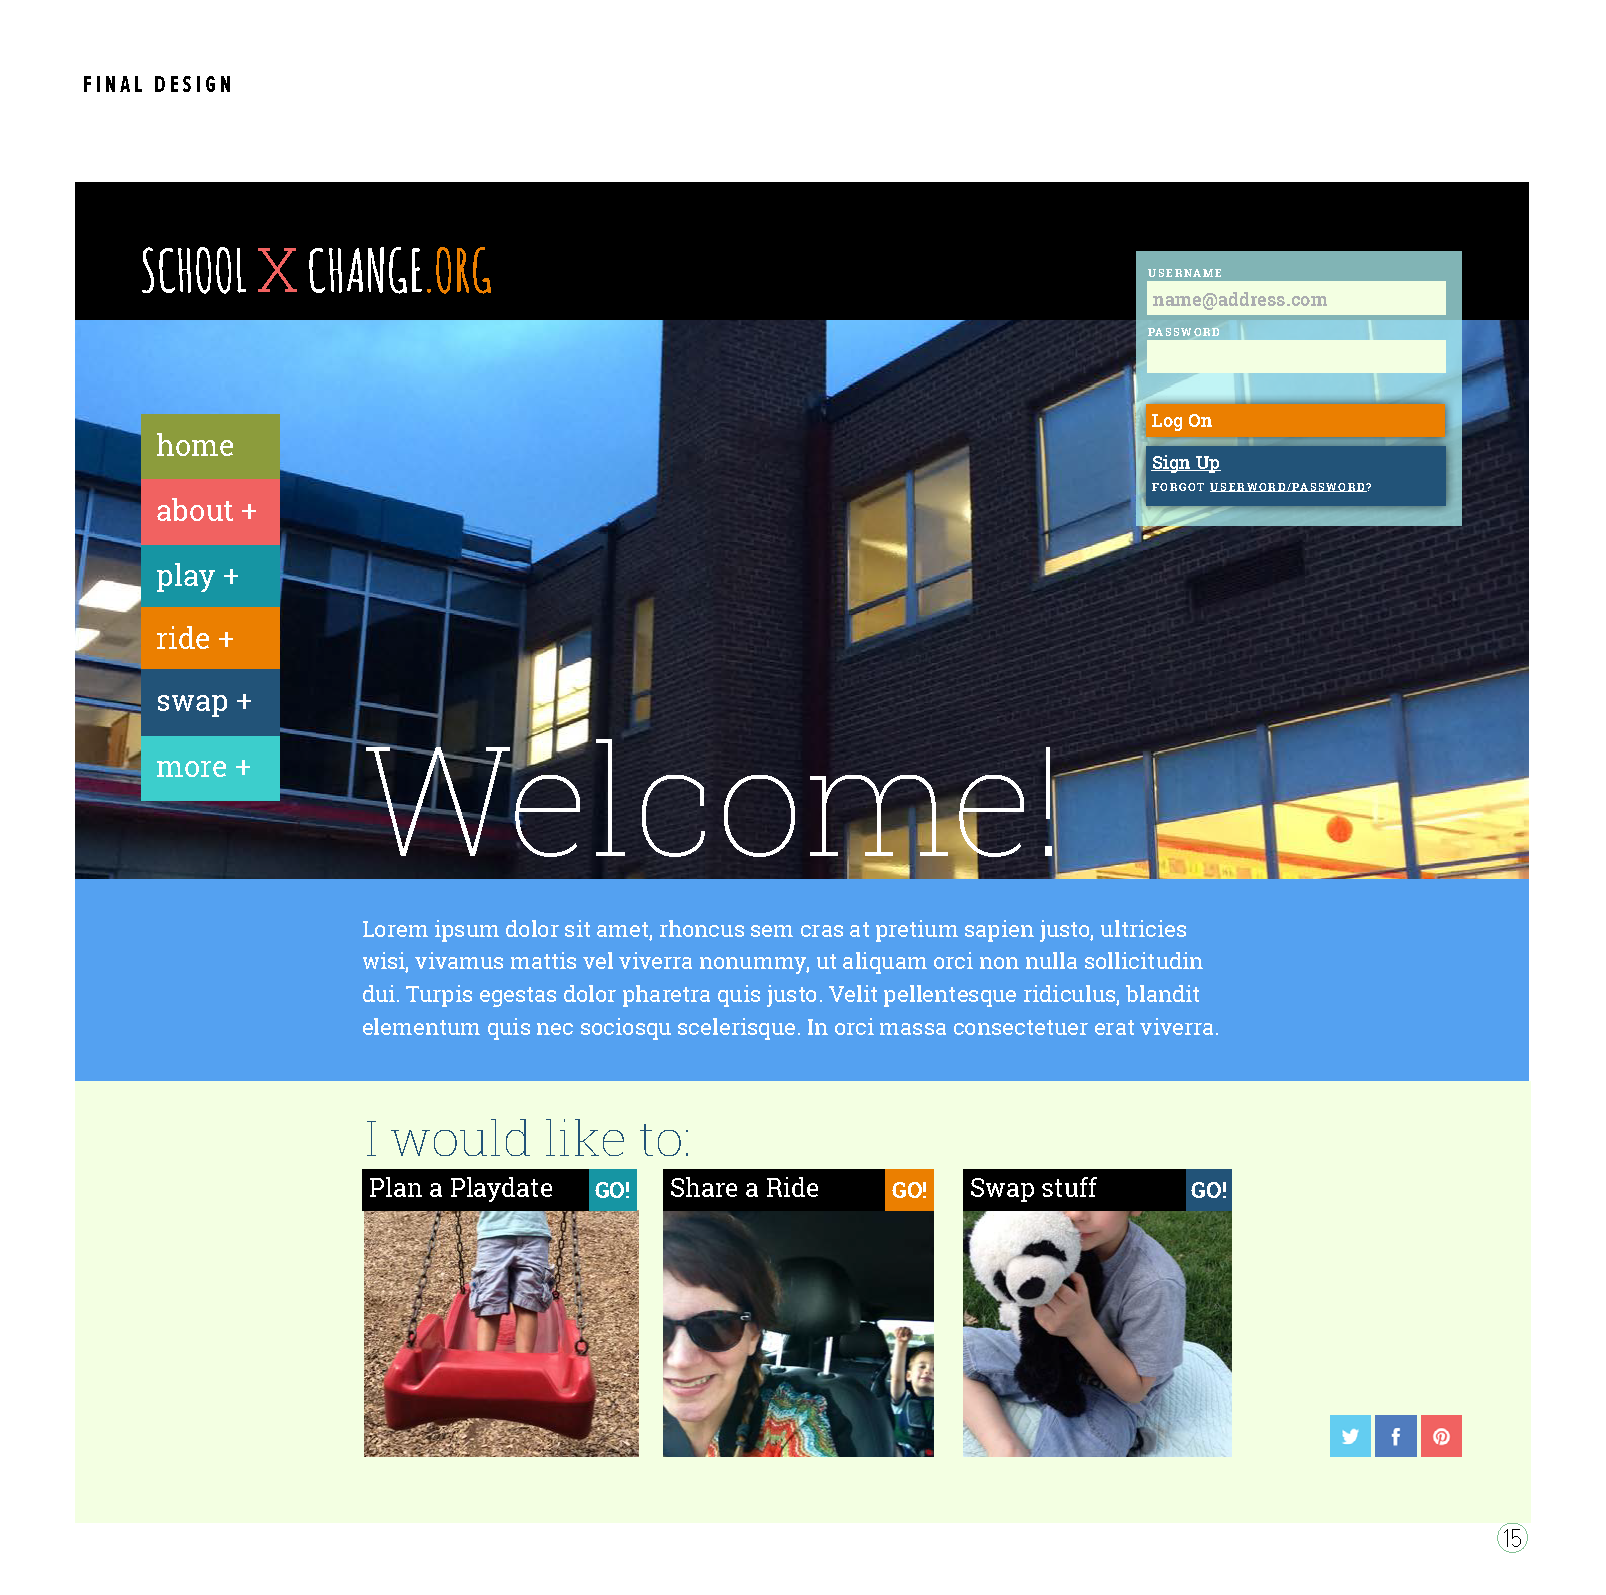 FINAL DESIGN
SCHOOL X CHANGE.ORG
USERNAME
name@address.com
PASSWORD
Log On
Sign Up
FORGOT USERWORD/PASSWORD?
home
about +
play +
ride +
swap +
more +
Welcome!
Lorem ipsum dolor sit amet, rhoncus sem cras at pretium sapien justo, ultricies
wisi, vivamus mattis vel viverra nonummy, ut aliquam orci non nulla sollicitudin
dui. Turpis egestas dolor pharetra quis justo. Velit pellentesque ridiculus, blandit
elementum quis nec sociosqu scelerisque. In orci massa consectetuer erat viverra.
I would like to:
Plan a Playdate GO!
Share a Ride GO!
Swap stuff GO!
15